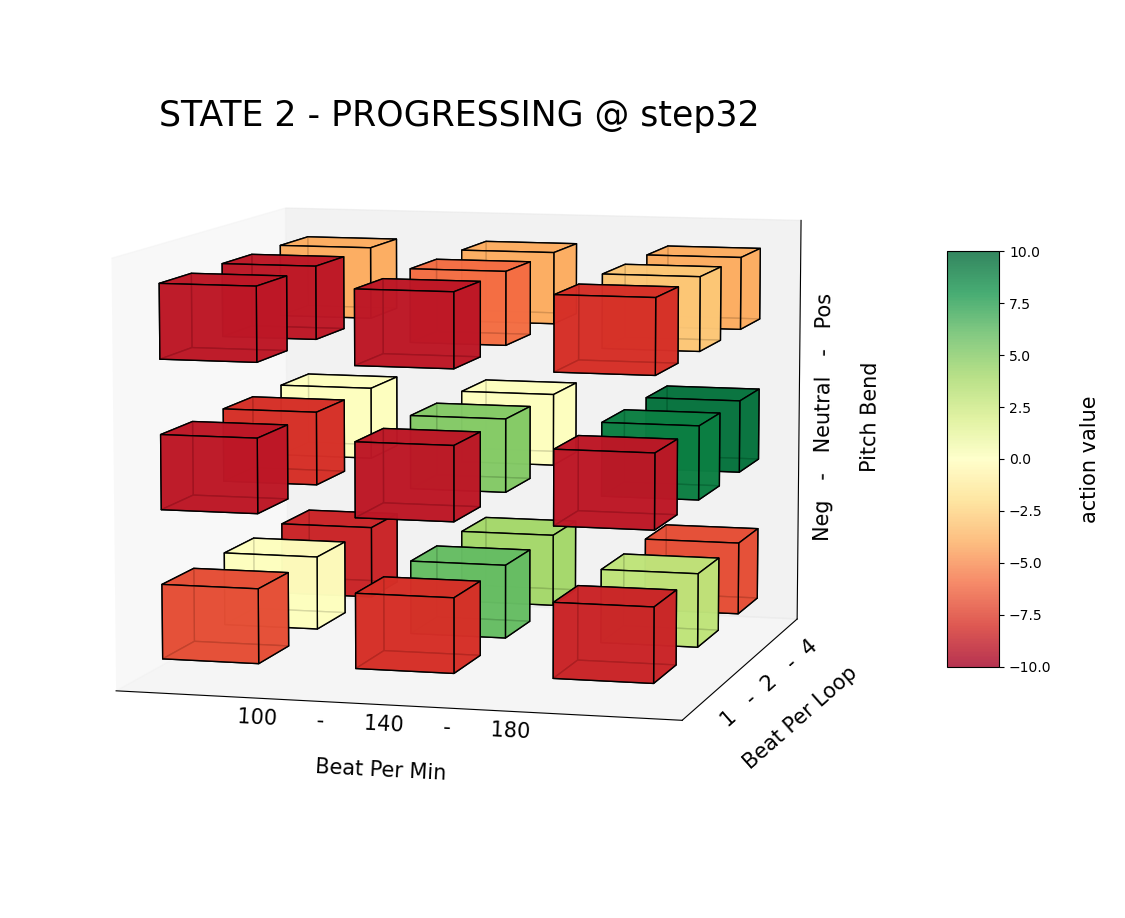 STATE 2 - PROGRESSING @ step32
Neg - Neutral - Pos
Pitch Bend
1 - 2 - 4
Beat Per Loop
100 - 140 - 180
Beat Per Min
10.0
7.5
5.0
2.5
0.0
−2.5
−5.0
−7.5
−10.0
action value